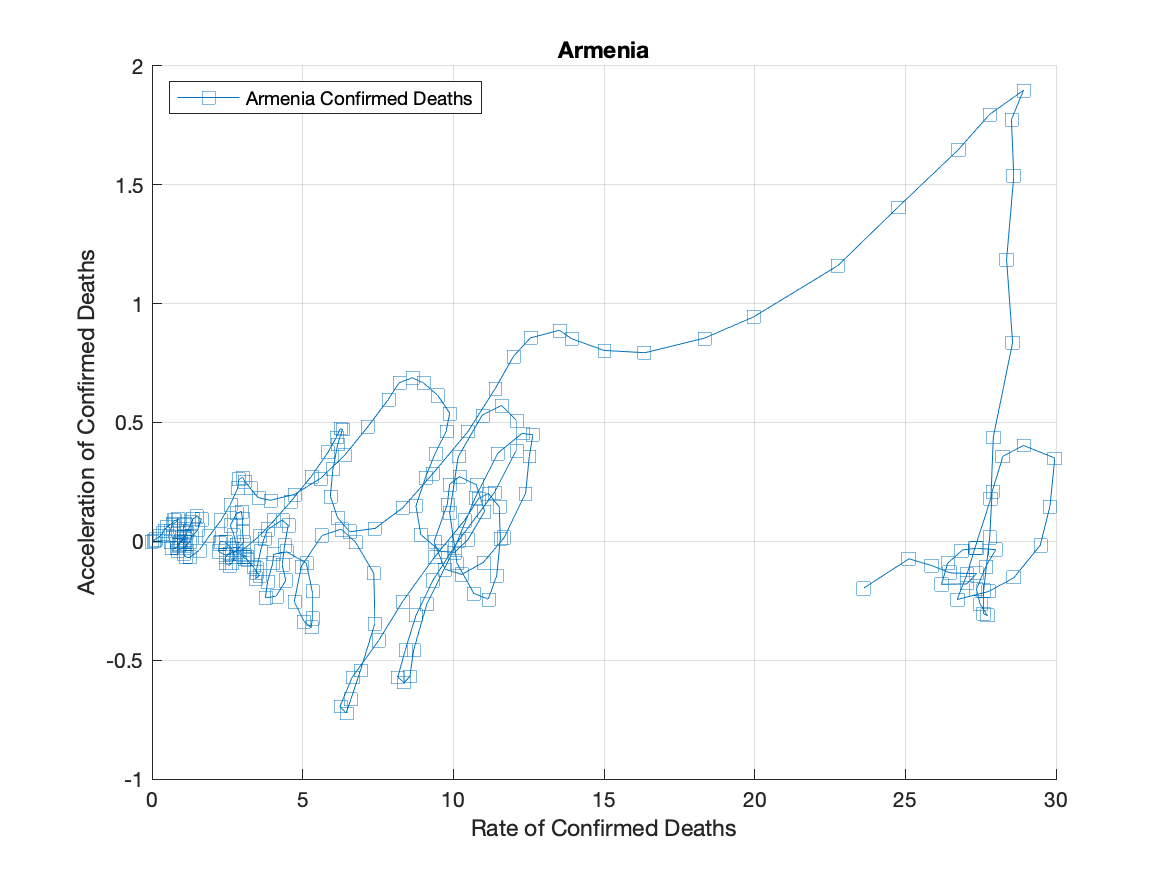 Armenia
Armenia Confirmed Deaths
2
1.5
1
0.5
0
-0.5
-1
Acceleration of Confirmed Deaths
0 5 10 15 20 25 30
Rate of Confirmed Deaths